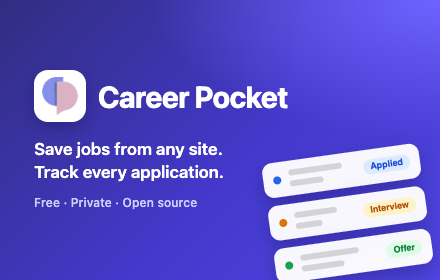 Career Pocket
Save jobs from any site.
Track every application.
Free · Private · Open source
Applied
Interview
Offer